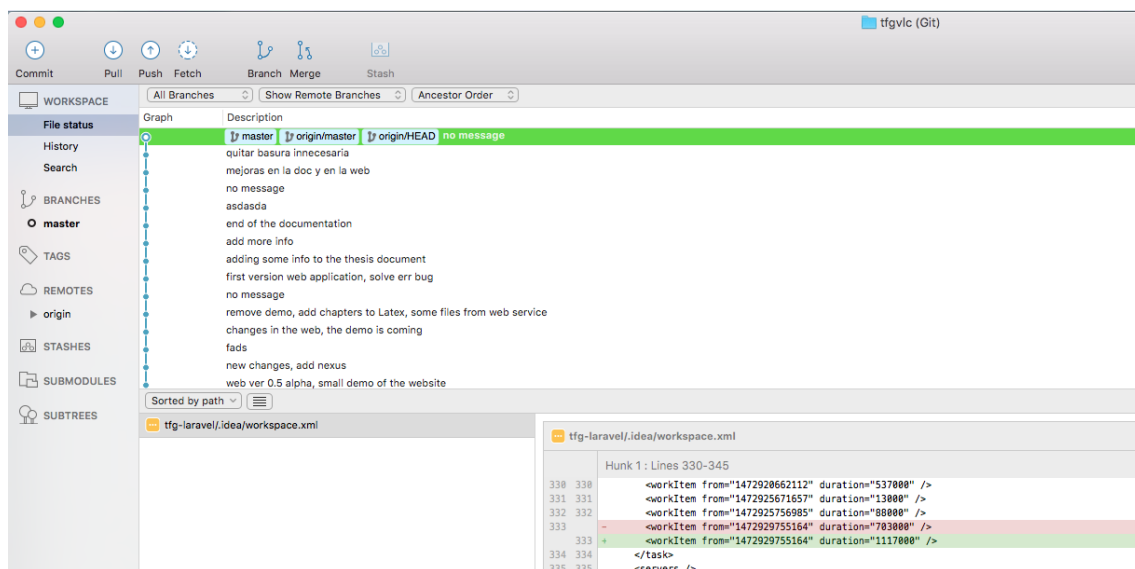 tfgvlc (Git)
Commit Pull Push Fetch Branch Merge Stash
WORKSPACE
File status
History
Search
BRANCHES
master
TAGS
REMOTES
origin
STASHES
SUBMODULES
SUBTREES
All Branches Show Remote Branches Ancestor Order
Graph Description
master origin/master origin/HEAD no message
quitar basura innecesaria
mejoras en la doc y en la web
no message
asdasda
end of the documentation
add more info
adding some info to the thesis document
first version web application, solve err bug
no message
remove demo, add chapters to Latex, some files from web service
changes in the web, the demo is coming
fads
new changes, add nexus
web ver 0.5 alpha, small demo of the website
Sorted by path
tfg-laravel/.idea/workspace.xml
tfg-laravel/.idea/workspace.xml
Hunk 1 : Lines 330-345
330 330 <workItem from="1472920662112" duration="537000" />
331 331 <workItem from="1472925671657" duration="13000" />
332 332 <workItem from="1472925756985" duration="88000" />
333 - <workItem from="1472929755164" duration="703000" />
333 + <workItem from="1472929755164" duration="1117000" />
334 334 </task>
335 335 <servers />